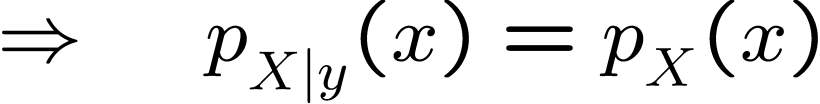 ⇒ p_{X|y}(x) = p_X(x)